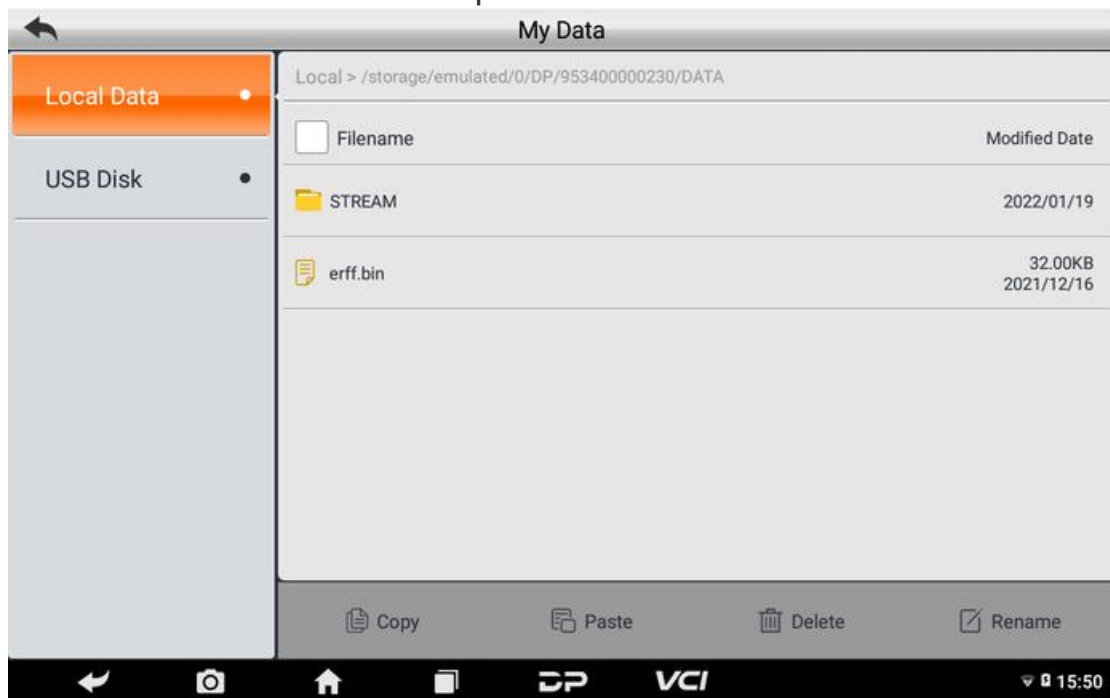 My Data
Local Data
USB Disk
Local > /storage/emulated/0/DP/953400000230/DATA
Filename Modified Date
STREAM 2022/01/19
erff.bin 32.00KB
2021/12/16
Copy Paste Delete Rename
DP VCI 15:50